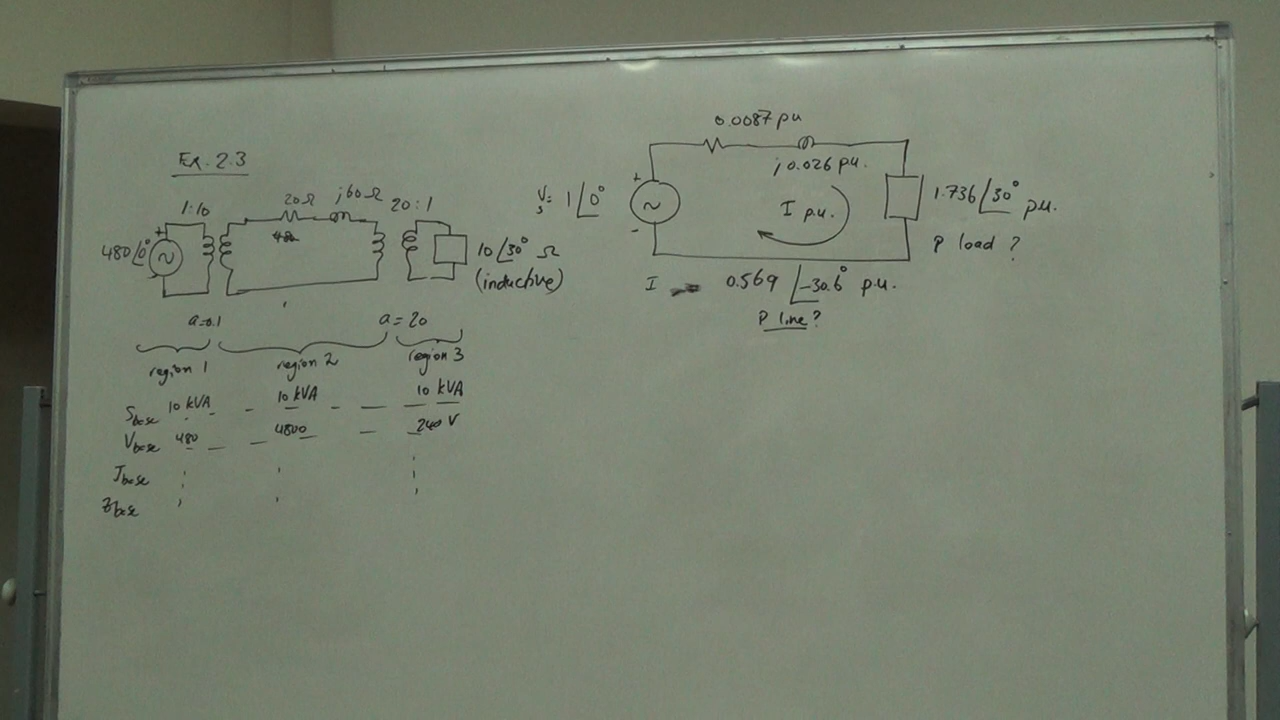 Ex. 2.3
1:10
20Ω
j60Ω
20:1
480∠0°
+
10∠30° Ω
(inductive)
a=0.1
a=20
region 1
region 2
region 3
Sbase 10 kVA 10 kVA 10 kVA
Vbase 480 4800 240 V
Ibase
Zbase
0.0087 pu
j0.026 pu.
Vs= 1∠0°
+
-
I p.u.
1.736∠30° pu.
P load?
I = 0.569∠-30.6° p.u.
P line?